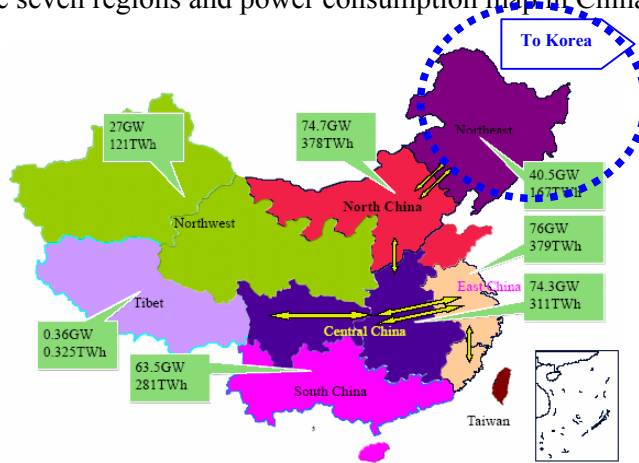 e seven regions and power consumption map in China
To Korea
27GW
121TWh
74.7GW
378TWh
Northeast
40.5GW
167TWh
North China
Northwest
76GW
379TWh
East China
74.3GW
311TWh
Tibet
Central China
0.36GW
0.325TWh
63.5GW
281TWh
South China
Taiwan